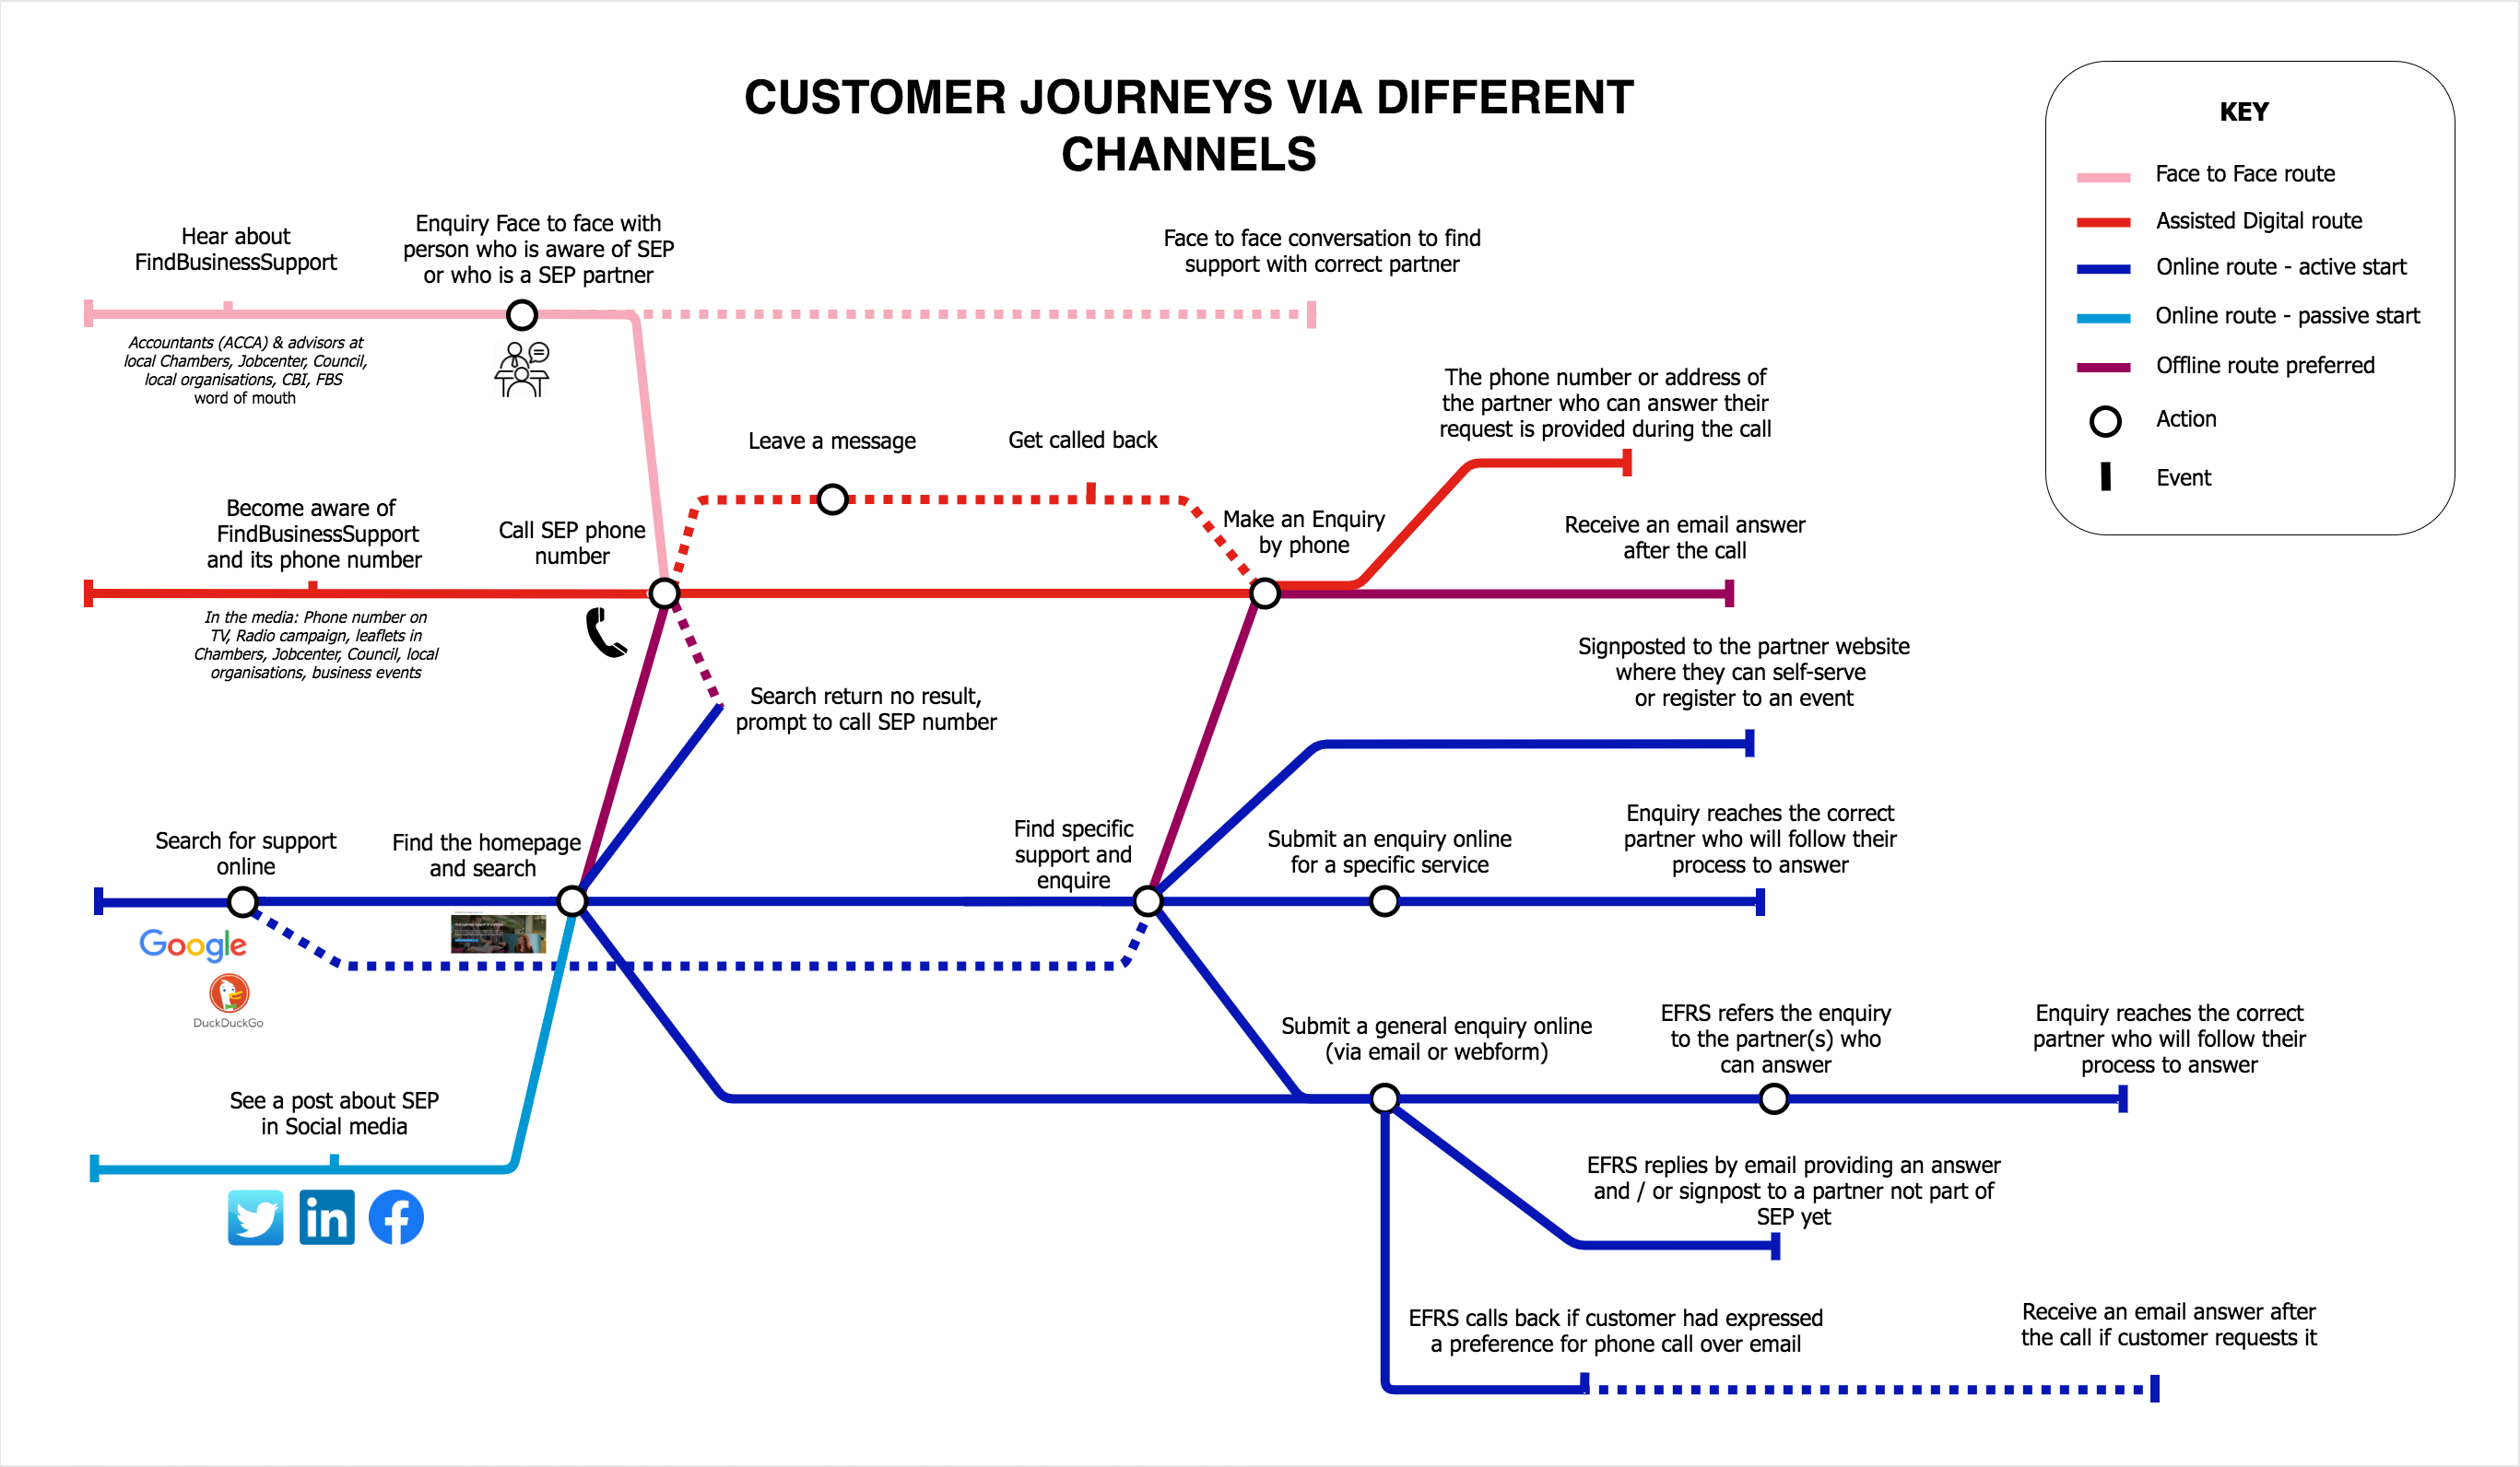 CUSTOMER JOURNEYS VIA DIFFERENT
CHANNELS
KEY
Face to Face route
Assisted Digital route
Online route - active start
Online route - passive start
Offline route preferred
Action
Event
Hear about
FindBusinessSupport
Enquiry Face to face with
person who is aware of SEP
or who is a SEP partner
Face to face conversation to find
support with correct partner
Accountants (ACCA) & advisors at
local Chambers, Jobcenter, Council,
local organisations, CBI, FBS
word of mouth
Leave a message
Get called back
The phone number or address of
the partner who can answer their
request is provided during the call
Become aware of
FindBusinessSupport
and its phone number
Call SEP phone
number
Make an Enquiry
by phone
Receive an email answer
after the call
In the media: Phone number on
TV, Radio campaign, leaflets in
Chambers, Jobcenter, Council, local
organisations, business events
Search return no result,
prompt to call SEP number
Signposted to the partner website
where they can self-serve
or register to an event
Search for support
online
Find the homepage
and search
Find specific
support and
enquire
Submit an enquiry online
for a specific service
Enquiry reaches the correct
partner who will follow their
process to answer
Google
DuckDuckGo
Submit a general enquiry online
(via email or webform)
EFRS refers the enquiry
to the partner(s) who
can answer
Enquiry reaches the correct
partner who will follow their
process to answer
See a post about SEP
in Social media
in
f
EFRS replies by email providing an answer
and / or signpost to a partner not part of
SEP yet
EFRS calls back if customer had expressed
a preference for phone call over email
Receive an email answer after
the call if customer requests it